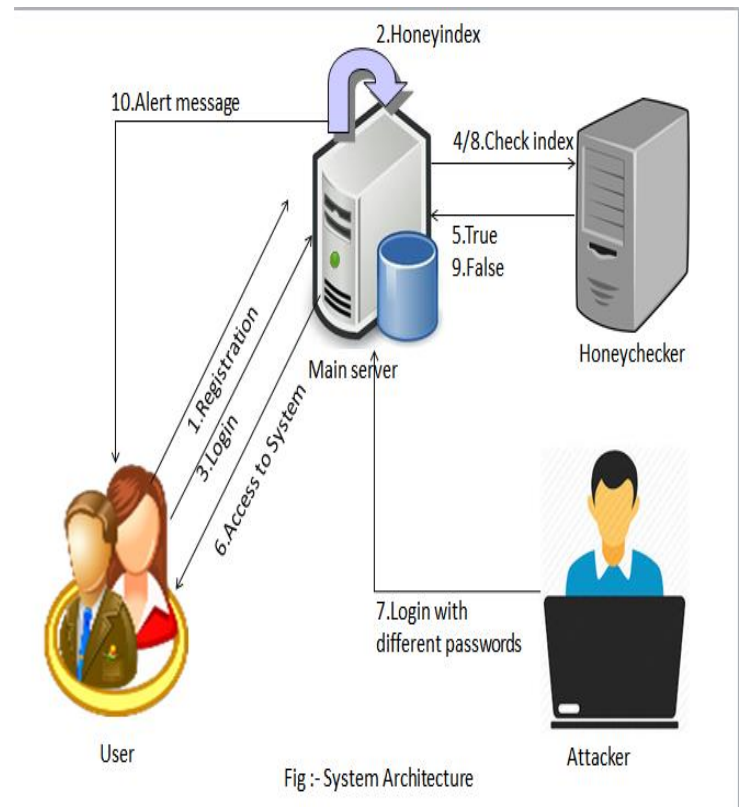 2.Honeyindex
10.Alert message
4/8.Check index
5.True
9.False
Honeychecker
Main server
1.Registration
3.Login
6.Access to System
7.Login with
different passwords
User
Attacker
Fig :- System Architecture